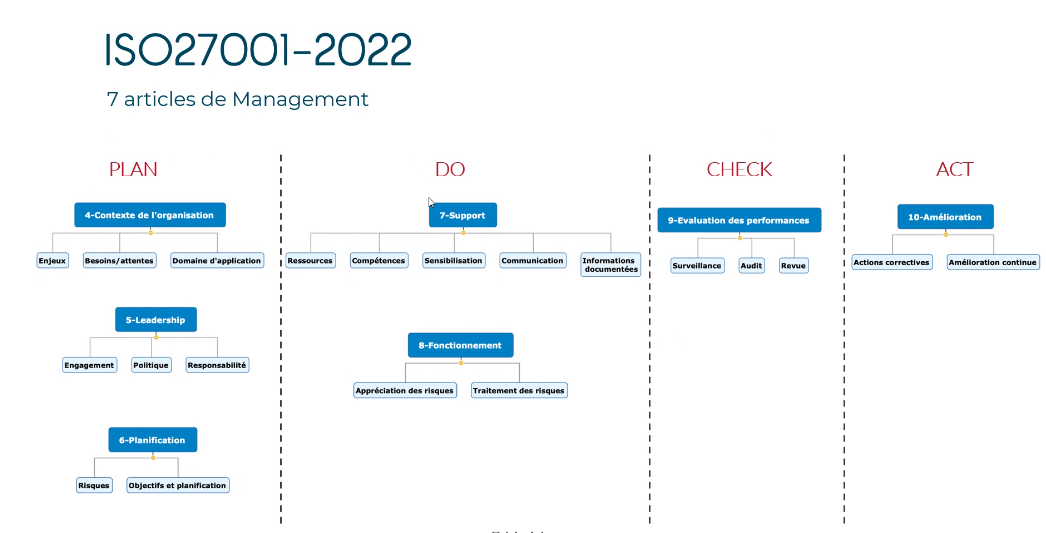 ISO27001-2022
7 articles de Management
PLAN
4-Contexte de l'organisation
Enjeux
Besoins/attentes
Domaine d'application
5-Leadership
Engagement
Politique
Responsabilité
6-Planification
Risques
Objectifs et planification
DO
7-Support
Ressources
Compétences
Sensibilisation
Communication
Informations
documentées
8-Fonctionnement
Appréciation des risques
Traitement des risques
CHECK
9-Evaluation des performances
Surveillance
Audit
Revue
ACT
10-Amélioration
Actions correctives
Amélioration continue